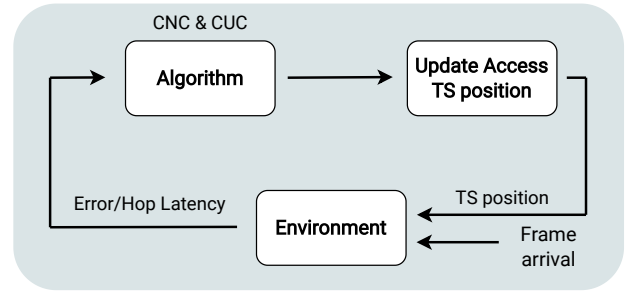 CNC & CUC
Algorithm
Update Access
TS position
Error/Hop Latency
Environment
TS position
Frame
arrival